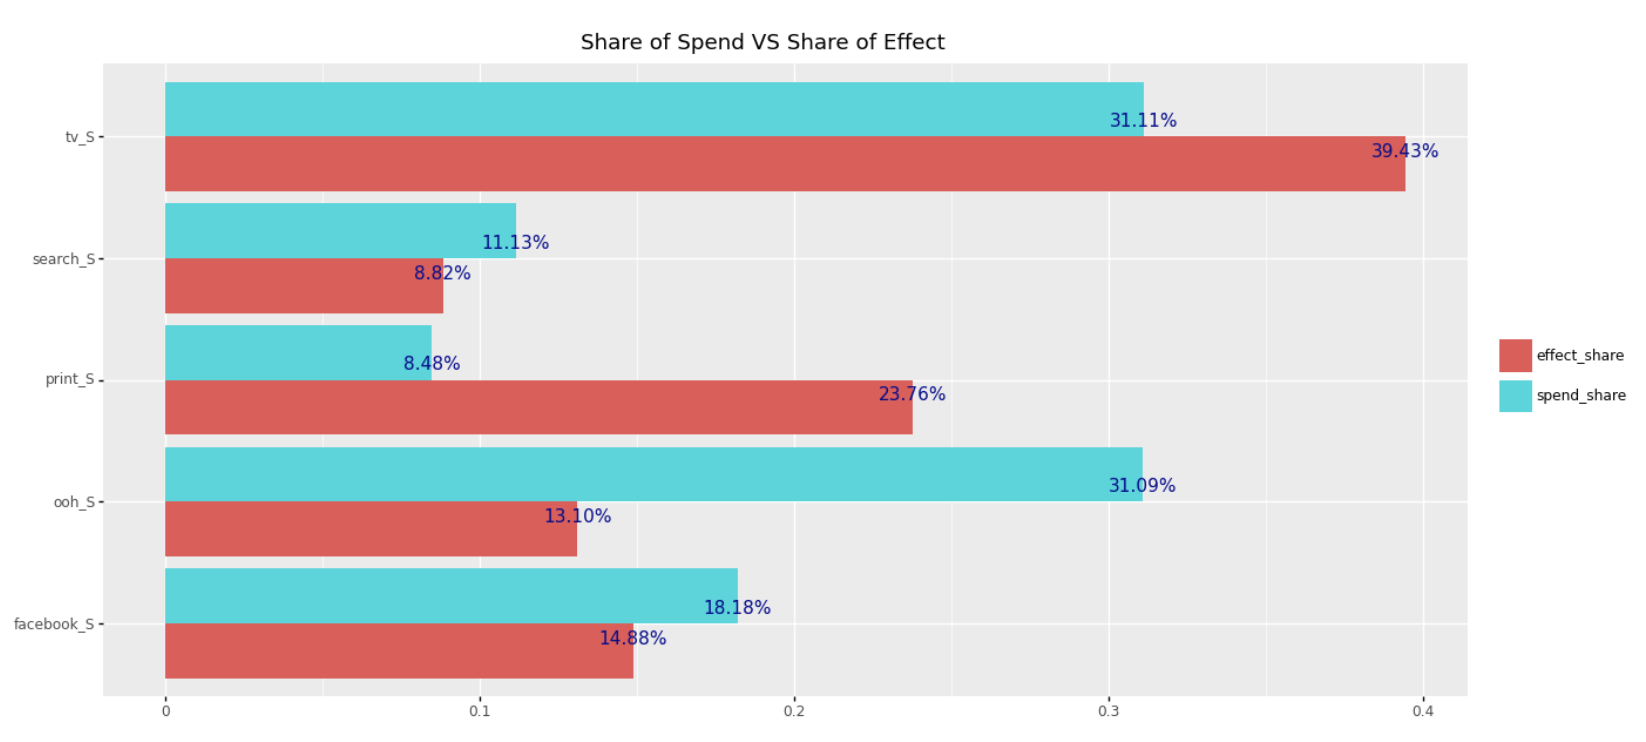 Share of Spend VS Share of Effect
tv_S
31.11%
39.43%
search_S
11.13%
8.82%
print_S
8.48%
23.76%
ooh_S
31.09%
13.10%
facebook_S
18.18%
14.88%
0 0.1 0.2 0.3 0.4
effect_share
spend_share